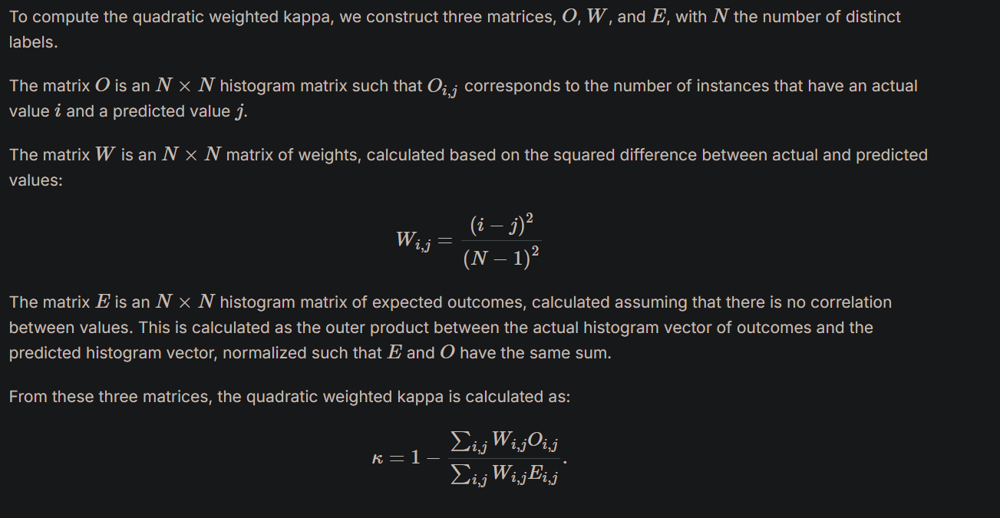 To compute the quadratic weighted kappa, we construct three matrices, O, W, and E, with N the number of distinct
labels.
The matrix O is an N × N histogram matrix such that O_{i,j} corresponds to the number of instances that have an actual
value i and a predicted value j.
The matrix W is an N × N matrix of weights, calculated based on the squared difference between actual and predicted
values:
W_{i,j} = \frac{(i − j)^2}{(N − 1)^2}
The matrix E is an N × N histogram matrix of expected outcomes, calculated assuming that there is no correlation
between values. This is calculated as the outer product between the actual histogram vector of outcomes and the
predicted histogram vector, normalized such that E and O have the same sum.
From these three matrices, the quadratic weighted kappa is calculated as:
κ = 1 − \frac{\sum_{i,j} W_{i,j} O_{i,j}}{\sum_{i,j} W_{i,j} E_{i,j}}.